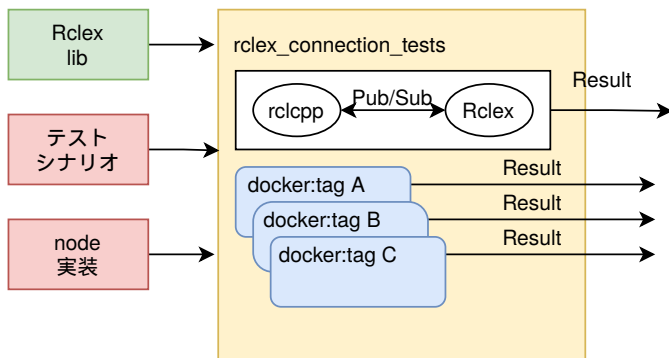 Rclex
lib
rclex_connection_tests
Result
rclcpp
Pub/Sub
Rclex
テスト
シナリオ
docker:tag A
Result
docker:tag B
Result
docker:tag C
Result
node
実装